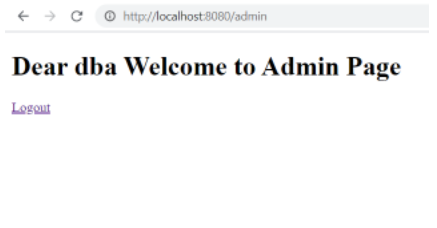 http://localhost:8080/admin
Dear dba Welcome to Admin Page
Logout